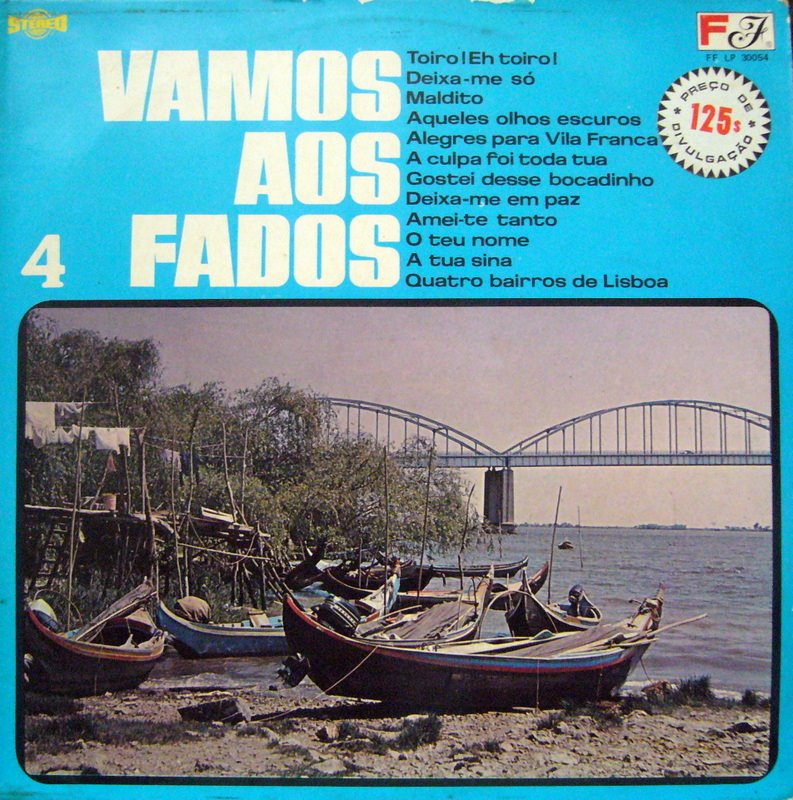 STEREO
FF
FF LP 30054
PREÇO DE
125$
DIVULGAÇÃO
VAMOS
AOS
FADOS
4
Toiro! Eh toiro!
Deixa-me só
Maldito
Aqueles olhos escuros
Alegres para Vila Franca
A culpa foi toda tua
Gostei desse bocadinho
Deixa-me em paz
Amei-te tanto
O teu nome
A tua sina
Quatro bairros de Lisboa